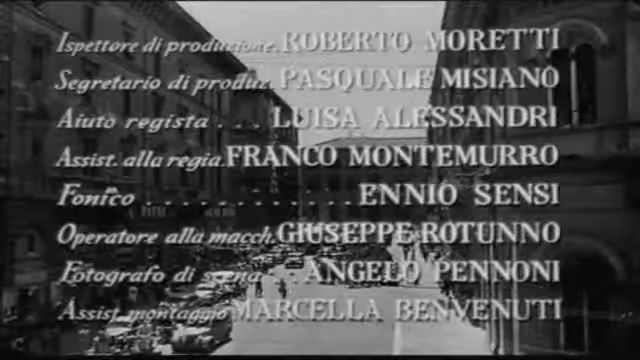 Ispettore di produzione. ROBERTO MORETTI
Segretario di produz. PASQUALE MISIANO
Aiuto regista . . . LUISA ALESSANDRI
Assist. alla regia. FRANCO MONTEMURRO
Fonico . . . . . . . . . . . . ENNIO SENSI
Operatore alla macch. GIUSEPPE ROTUNNO
Fotografo di scena . . ANGELO PENNONI
Assist. montaggio MARCELLA BENVENUTI